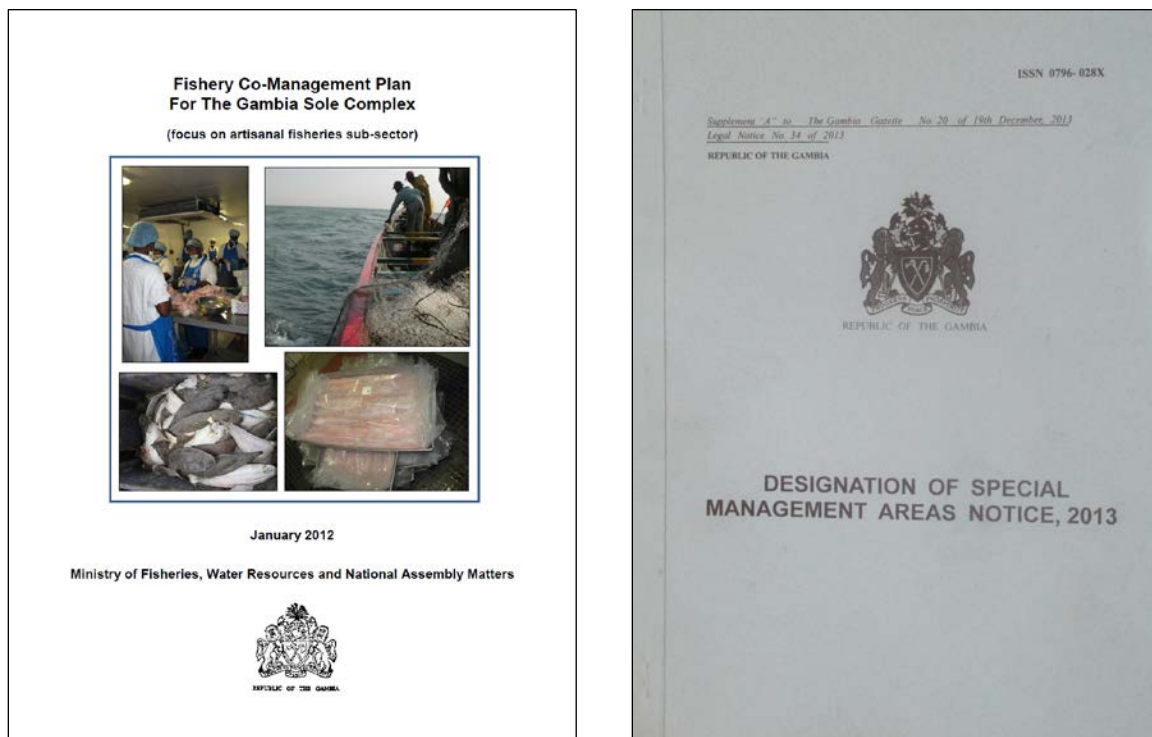 Fishery Co-Management Plan
For The Gambia Sole Complex
(focus on artisanal fisheries sub-sector)
January 2012
Ministry of Fisheries, Water Resources and National Assembly Matters
REPUBLIC OF THE GAMBIA
ISSN 0796- 028X
Supplement "A" to The Gambia Gazette No. 20 of 19th December, 2013
Legal Notice No. 34 of 2013
REPUBLIC OF THE GAMBIA
REPUBLIC OF THE GAMBIA
DESIGNATION OF SPECIAL
MANAGEMENT AREAS NOTICE, 2013